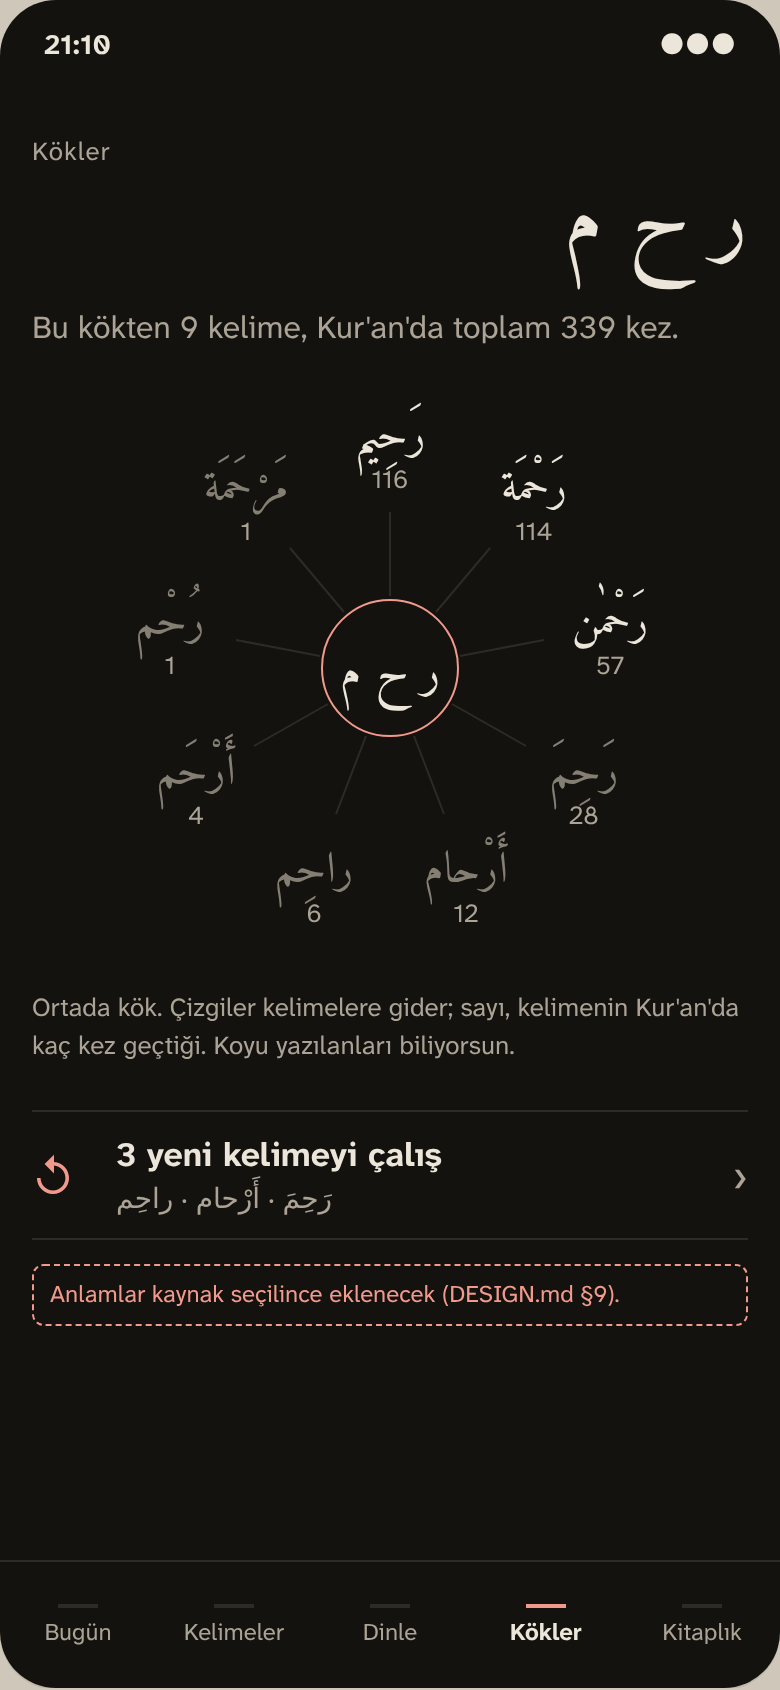 21:10
Kökler
ر ح م
Bu kökten 9 kelime, Kur'an'da toplam 339 kez.
رَحِيم
116
رَحْمَة
114
رَحْمٰن
57
رَحِمَ
28
أَرْحام
12
راحِم
6
أَرْحَم
4
رُحْم
1
مَرْحَمَة
1
ر ح م
Ortada kök. Çizgiler kelimelere gider; sayı, kelimenin Kur'an'da
kaç kez geçtiği. Koyu yazılanları biliyorsun.
3 yeni kelimeyi çalış
رَحِمَ · أَرْحام · راحِم
Anlamlar kaynak seçilince eklenecek (DESIGN.md §9).
Bugün
Kelimeler
Dinle
Kökler
Kitaplık